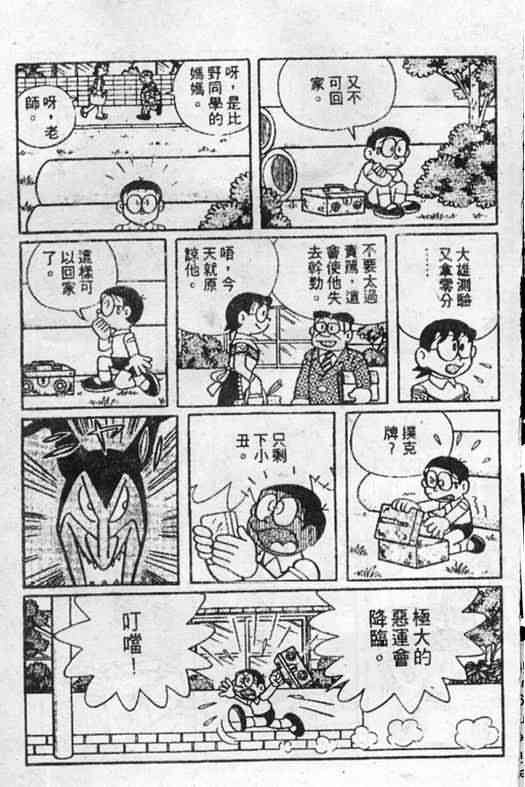 又不
可回
家。
呀，是比
野同學的
媽媽。
呀，老
師。
大雄測驗
又拿零分
……
不要太過
責罵，這
會使他失
去幹勁。
唔，今
天就原
諒他。
這樣可
以回家
了。
撲克
牌？
只剩
下小
丑。
極大的
惡運會
降臨。
叮噹！